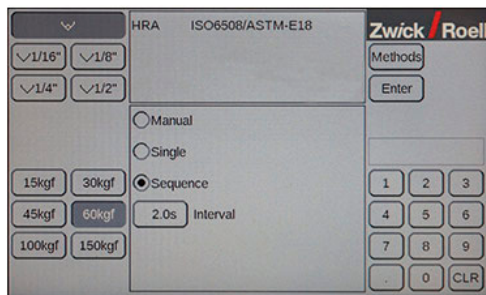 HRA ISO6508/ASTM-E18
Zwick/Roell
1/16" 1/8"
1/4" 1/2"
Methods
Enter
Manual
Single
Sequence
2.0s Interval
15kgf 30kgf
45kgf 60kgf
100kgf 150kgf
1 2 3
4 5 6
7 8 9
. 0 CLR